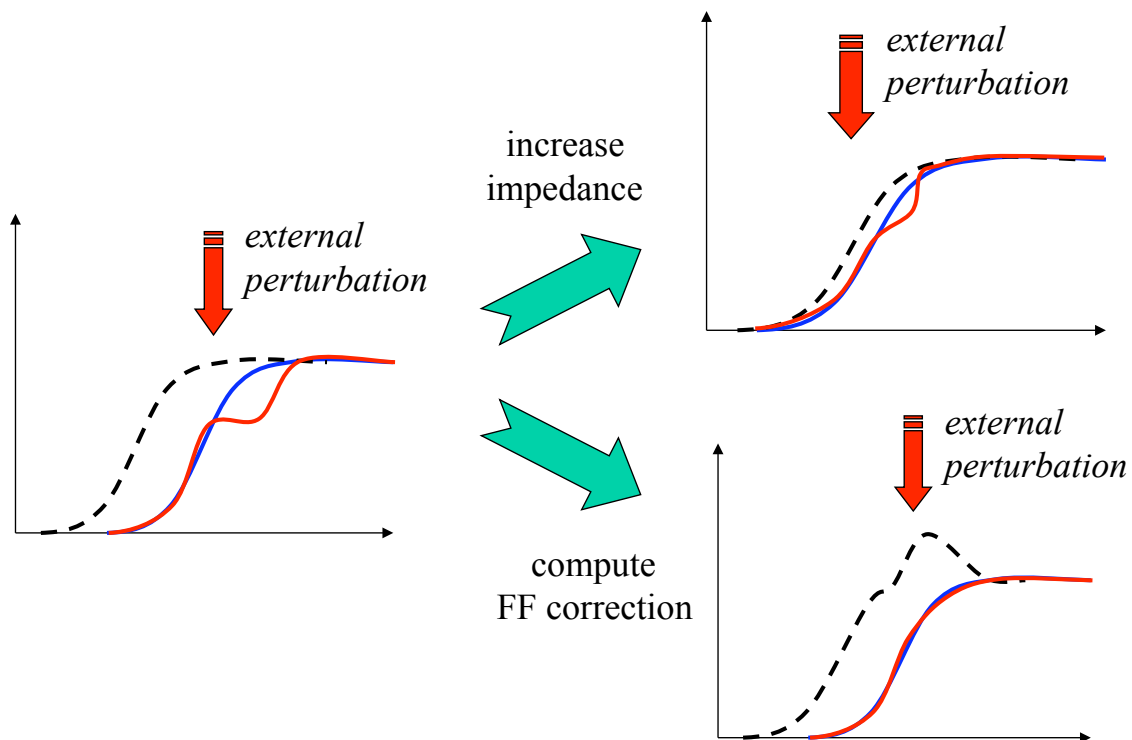 external
perturbation
increase
impedance
external
perturbation
external
perturbation
compute
FF correction